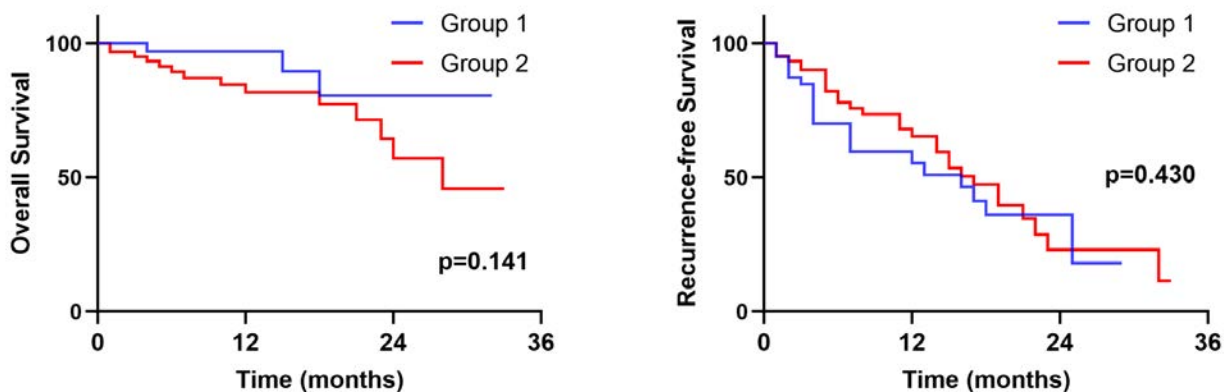 Group 1
Group 2
100
50
0
Overall Survival
p=0.141
0 12 24 36
Time (months)
Group 1
Group 2
100
50
0
Recurrence-free Survival
p=0.430
0 12 24 36
Time (months)